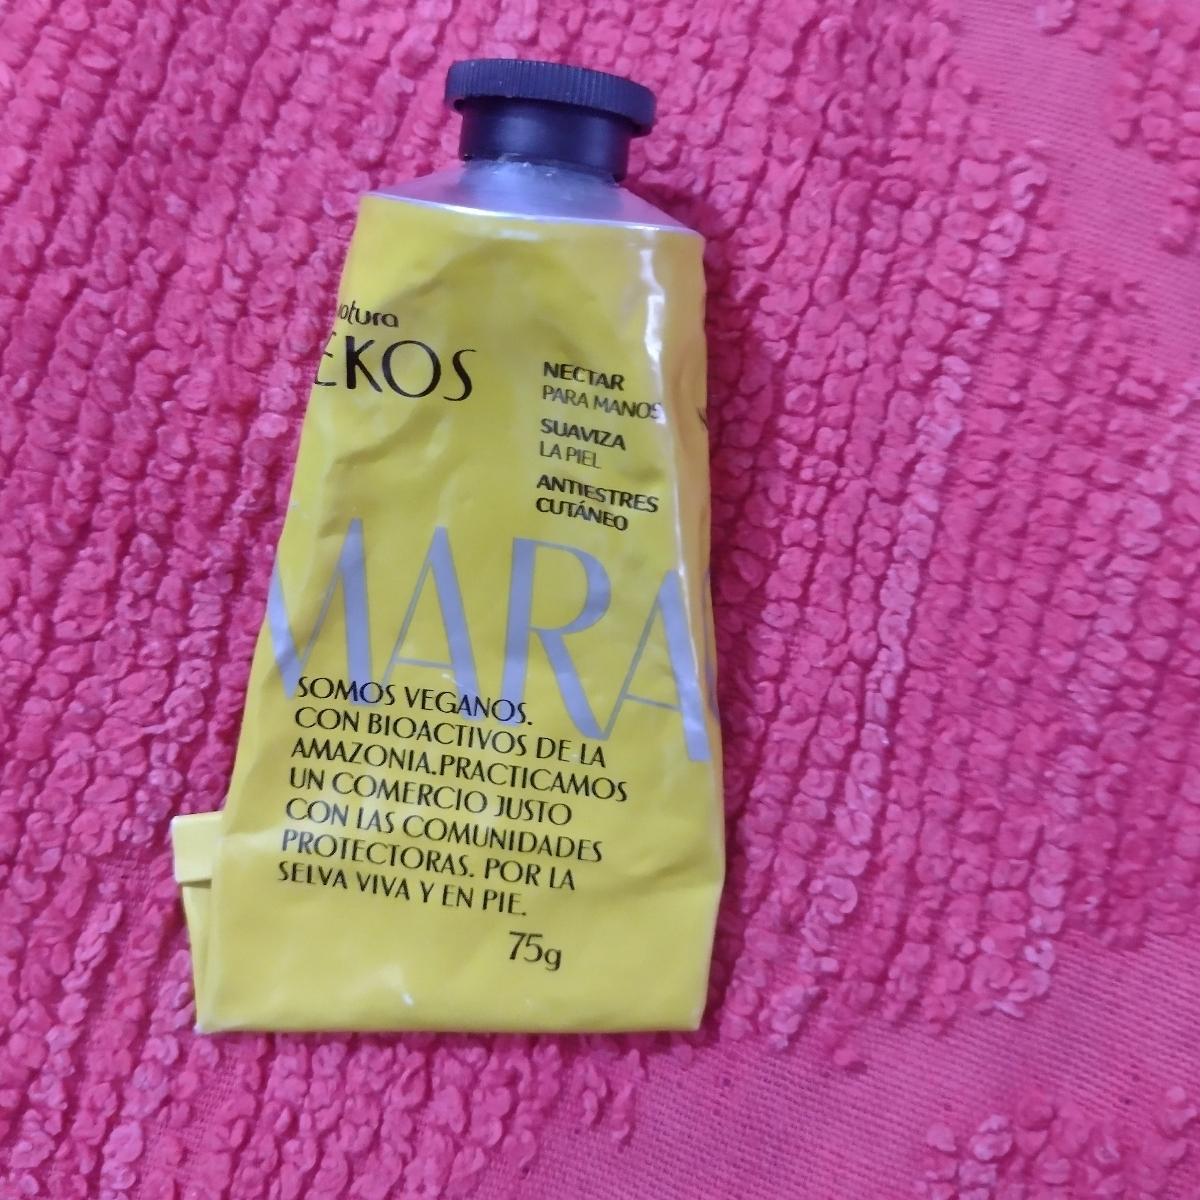 natura
EKOS
NECTAR
PARA MANOS
SUAVIZA
LA PIEL
ANTIESTRES
CUTÁNEO
MARA
SOMOS VEGANOS.
CON BIOACTIVOS DE LA
AMAZONIA.PRACTICAMOS
UN COMERCIO JUSTO
CON LAS COMUNIDADES
PROTECTORAS. POR LA
SELVA VIVA Y EN PIE.
75g